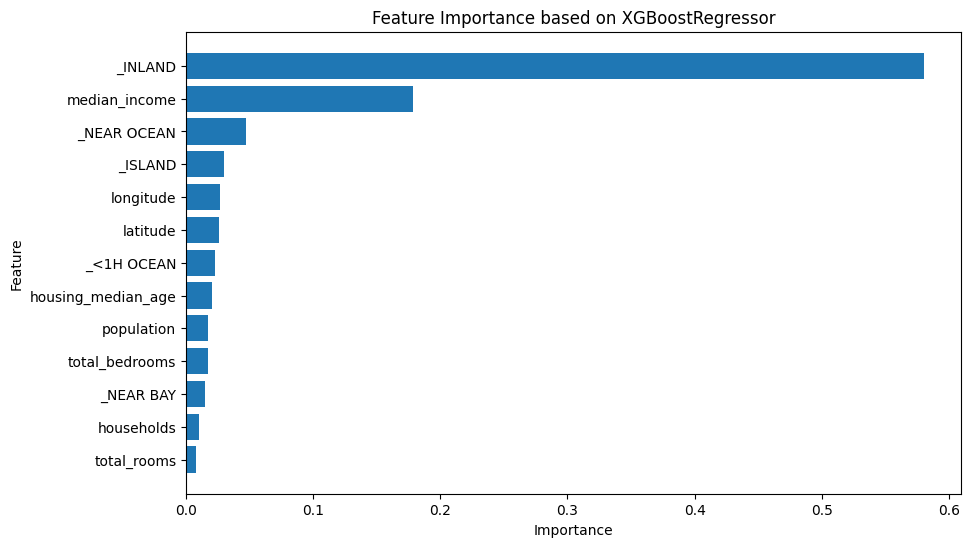 Feature Importance based on XGBoostRegressor
_INLAND
median_income
_NEAR OCEAN
_ISLAND
longitude
latitude
_<1H OCEAN
housing_median_age
population
total_bedrooms
_NEAR BAY
households
total_rooms
Feature
0.0 0.1 0.2 0.3 0.4 0.5 0.6
Importance